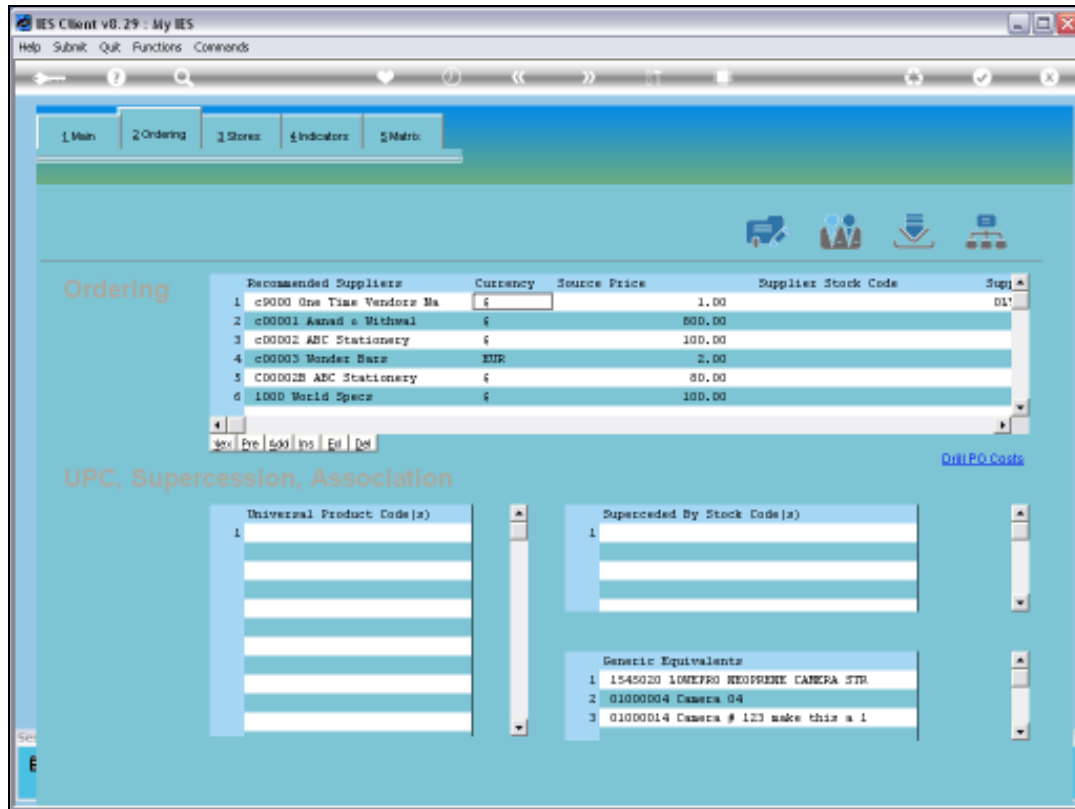 IES Client v8.29 : My IES
Help Submit Quit Functions Commands
1 Main 2 Ordering 3 Stores 4 Indicators 5 Matrix
Ordering
Recommended Suppliers Currency Source Price Supplier Stock Code Supp
1 c9000 One Time Vendors Na 1.00
2 c00001 Aanad & Withwal 800.00
3 c00002 ABC Stationery 100.00
4 c00003 Wonder Bars EUR 2.00
5 C00002B ABC Stationery 80.00
6 1000 World Specs 100.00
Nex Pre Add Ins Del
Drill PO Costs
UPC, Supercession, Association
Universal Product Code(s)
1
Superceded By Stock Code(s)
1
Generic Equivalents
1 1545020 LOWEPRO NEOPRENE CAMERA STR
2 01000004 Camera 04
3 01000014 Camera # 123 make this a l